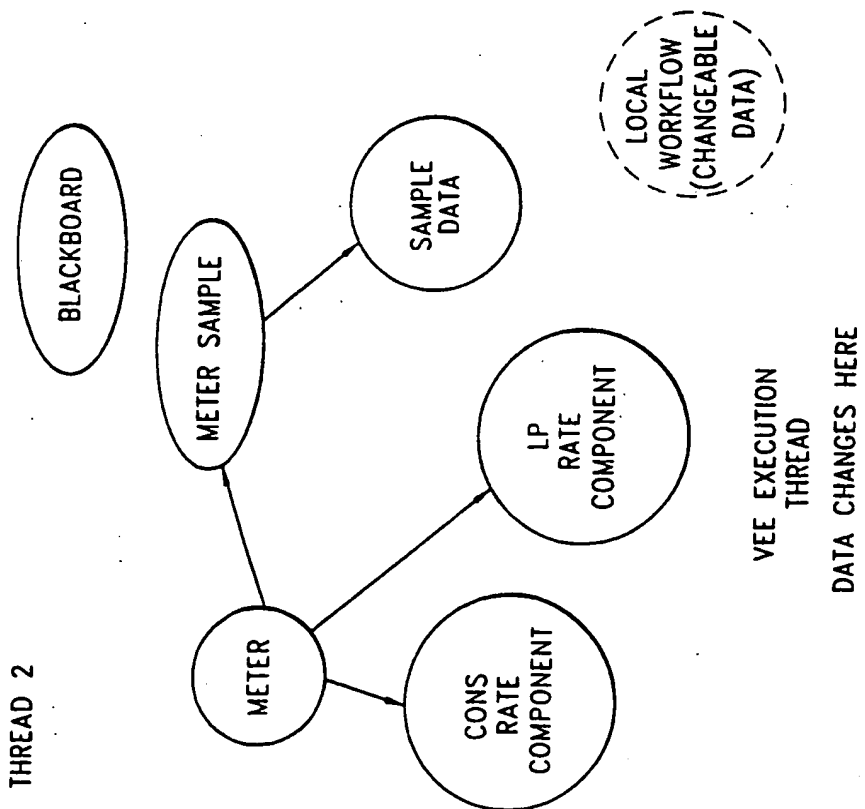 THREAD 2
BLACKBOARD
METER
METER SAMPLE
CONS
RATE
COMPONENT
LP
RATE
COMPONENT
SAMPLE
DATA
LOCAL
WORKFLOW
(CHANGEABLE
DATA)
VEE EXECUTION
THREAD
DATA CHANGES HERE